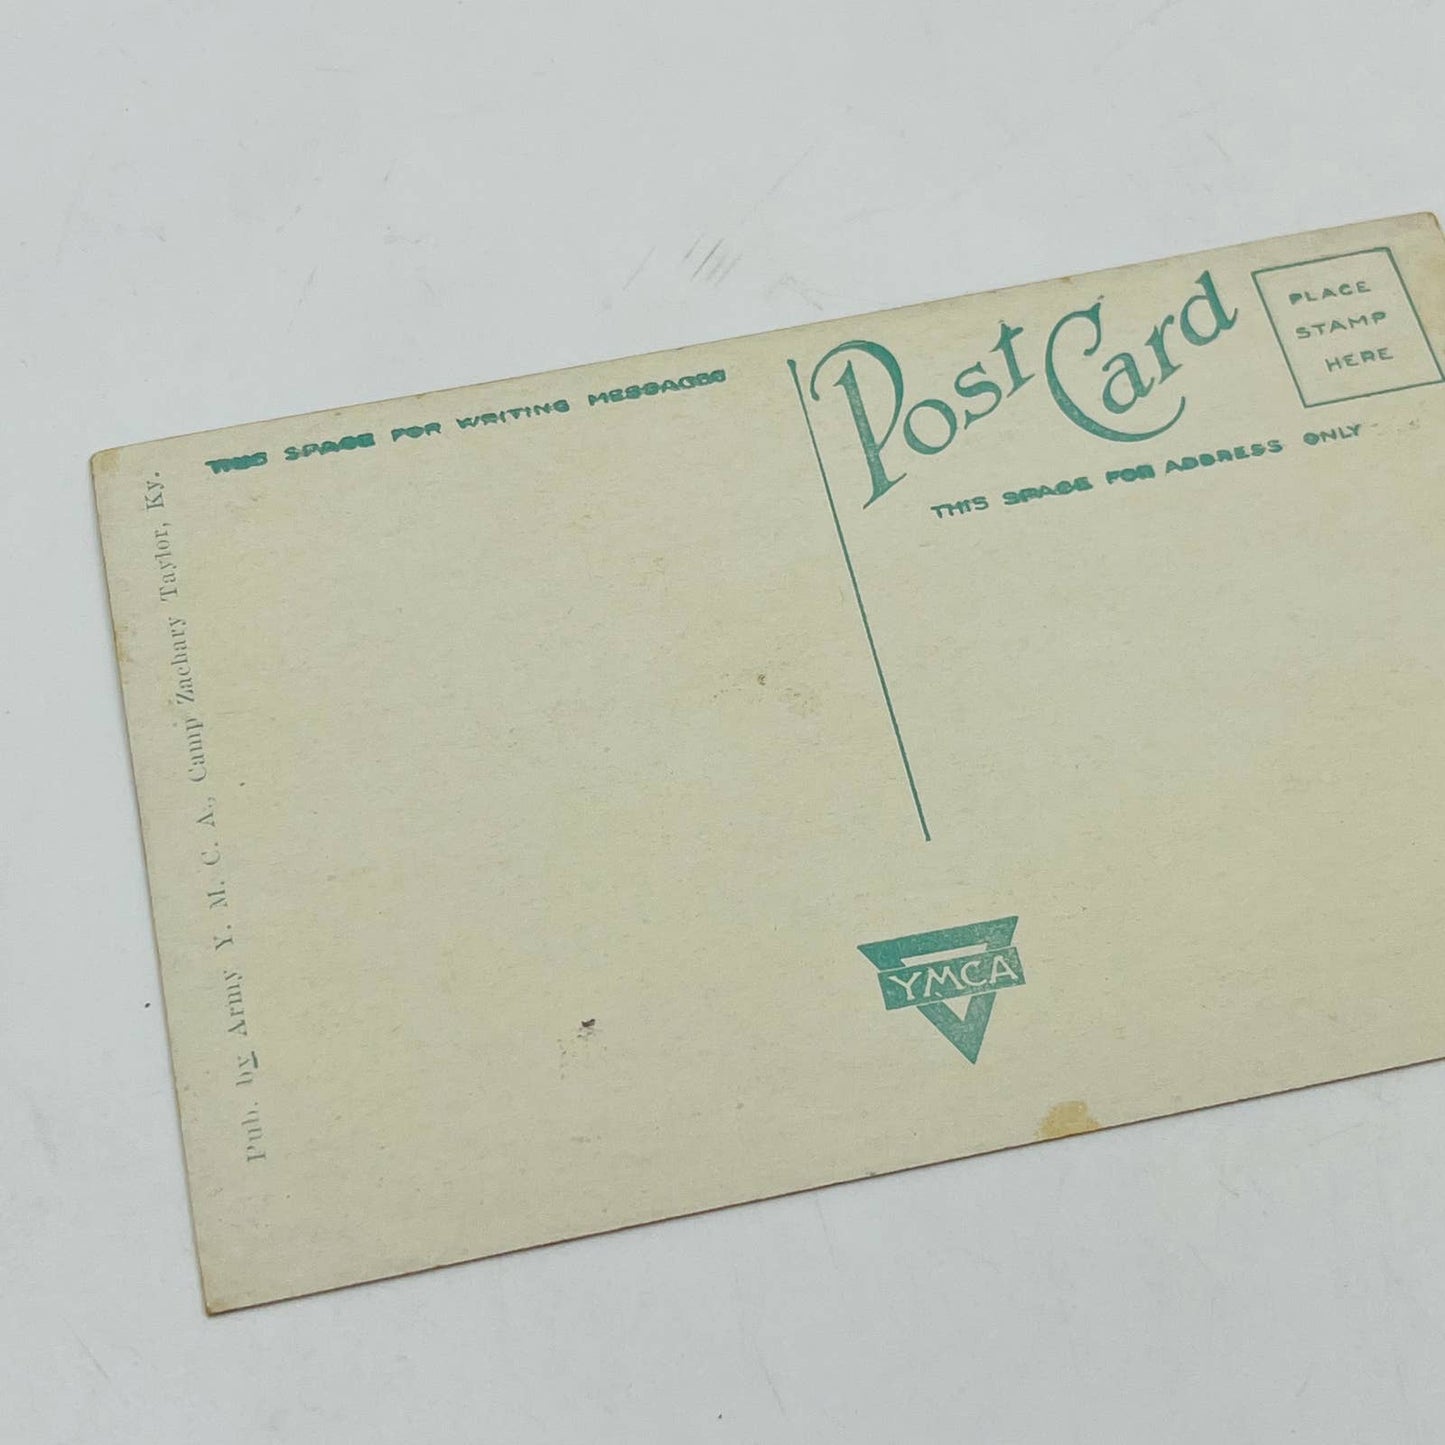 THIS SPACE FOR WRITING MESSAGES
Post Card
PLACE
STAMP
HERE
THIS SPACE FOR ADDRESS ONLY
Pub. by Army Y. M. C. A., Camp Zachary Taylor, Ky.
YMCA